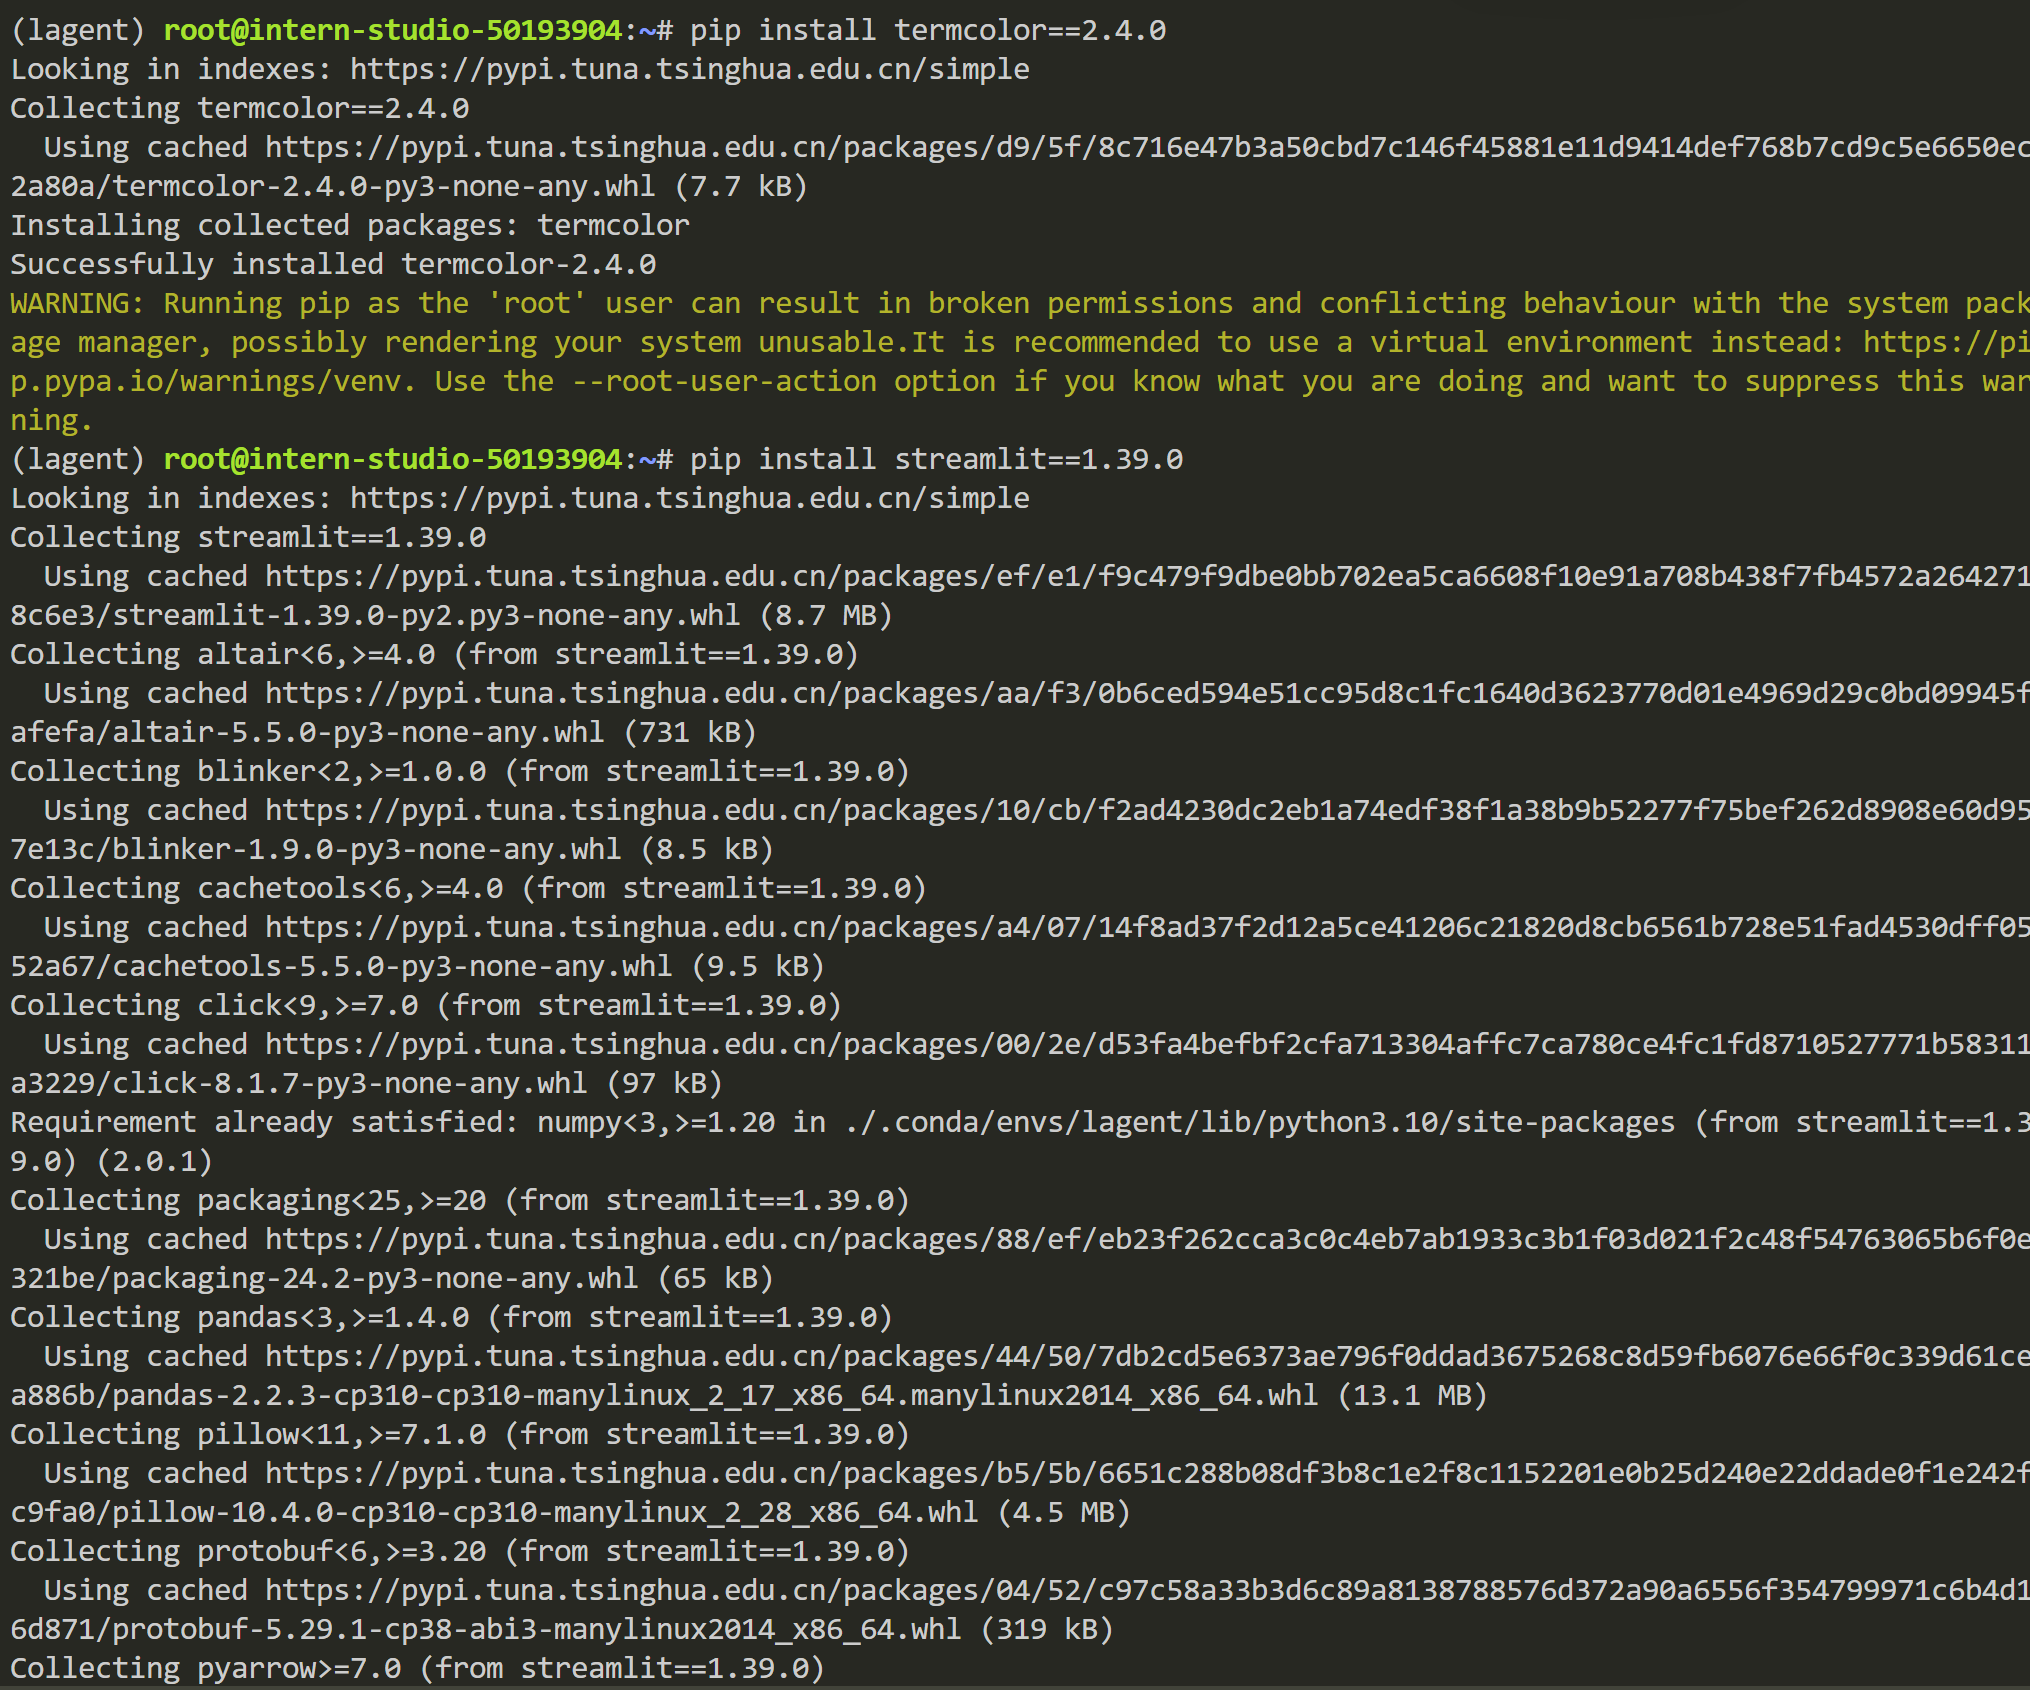 (lagent) root@intern-studio-50193904:~# pip install termcolor==2.4.0
Looking in indexes: https://pypi.tuna.tsinghua.edu.cn/simple
Collecting termcolor==2.4.0
  Using cached https://pypi.tuna.tsinghua.edu.cn/packages/d9/5f/8c716e47b3a50cbd7c146f45881e11d9414def768b7cd9c5e6650ec
2a80a/termcolor-2.4.0-py3-none-any.whl (7.7 kB)
Installing collected packages: termcolor
Successfully installed termcolor-2.4.0
WARNING: Running pip as the 'root' user can result in broken permissions and conflicting behaviour with the system pack
age manager, possibly rendering your system unusable.It is recommended to use a virtual environment instead: https://pi
p.pypa.io/warnings/venv. Use the --root-user-action option if you know what you are doing and want to suppress this war
ning.
(lagent) root@intern-studio-50193904:~# pip install streamlit==1.39.0
Looking in indexes: https://pypi.tuna.tsinghua.edu.cn/simple
Collecting streamlit==1.39.0
  Using cached https://pypi.tuna.tsinghua.edu.cn/packages/ef/e1/f9c479f9dbe0bb702ea5ca6608f10e91a708b438f7fb4572a264271
8c6e3/streamlit-1.39.0-py2.py3-none-any.whl (8.7 MB)
Collecting altair<6,>=4.0 (from streamlit==1.39.0)
  Using cached https://pypi.tuna.tsinghua.edu.cn/packages/aa/f3/0b6ced594e51cc95d8c1fc1640d3623770d01e4969d29c0bd09945f
afefa/altair-5.5.0-py3-none-any.whl (731 kB)
Collecting blinker<2,>=1.0.0 (from streamlit==1.39.0)
  Using cached https://pypi.tuna.tsinghua.edu.cn/packages/10/cb/f2ad4230dc2eb1a74edf38f1a38b9b52277f75bef262d8908e60d95
7e13c/blinker-1.9.0-py3-none-any.whl (8.5 kB)
Collecting cachetools<6,>=4.0 (from streamlit==1.39.0)
  Using cached https://pypi.tuna.tsinghua.edu.cn/packages/a4/07/14f8ad37f2d12a5ce41206c21820d8cb6561b728e51fad4530dff05
52a67/cachetools-5.5.0-py3-none-any.whl (9.5 kB)
Collecting click<9,>=7.0 (from streamlit==1.39.0)
  Using cached https://pypi.tuna.tsinghua.edu.cn/packages/00/2e/d53fa4befbf2cfa713304affc7ca780ce4fc1fd8710527771b58311
a3229/click-8.1.7-py3-none-any.whl (97 kB)
Requirement already satisfied: numpy<3,>=1.20 in ./.conda/envs/lagent/lib/python3.10/site-packages (from streamlit==1.3
9.0) (2.0.1)
Collecting packaging<25,>=20 (from streamlit==1.39.0)
  Using cached https://pypi.tuna.tsinghua.edu.cn/packages/88/ef/eb23f262cca3c0c4eb7ab1933c3b1f03d021f2c48f54763065b6f0e
321be/packaging-24.2-py3-none-any.whl (65 kB)
Collecting pandas<3,>=1.4.0 (from streamlit==1.39.0)
  Using cached https://pypi.tuna.tsinghua.edu.cn/packages/44/50/7db2cd5e6373ae796f0ddad3675268c8d59fb6076e66f0c339d61ce
a886b/pandas-2.2.3-cp310-cp310-manylinux_2_17_x86_64.manylinux2014_x86_64.whl (13.1 MB)
Collecting pillow<11,>=7.1.0 (from streamlit==1.39.0)
  Using cached https://pypi.tuna.tsinghua.edu.cn/packages/b5/5b/6651c288b08df3b8c1e2f8c1152201e0b25d240e22ddade0f1e242f
c9fa0/pillow-10.4.0-cp310-cp310-manylinux_2_28_x86_64.whl (4.5 MB)
Collecting protobuf<6,>=3.20 (from streamlit==1.39.0)
  Using cached https://pypi.tuna.tsinghua.edu.cn/packages/04/52/c97c58a33b3d6c89a8138788576d372a90a6556f354799971c6b4d1
6d871/protobuf-5.29.1-cp38-abi3-manylinux2014_x86_64.whl (319 kB)
Collecting pyarrow>=7.0 (from streamlit==1.39.0)